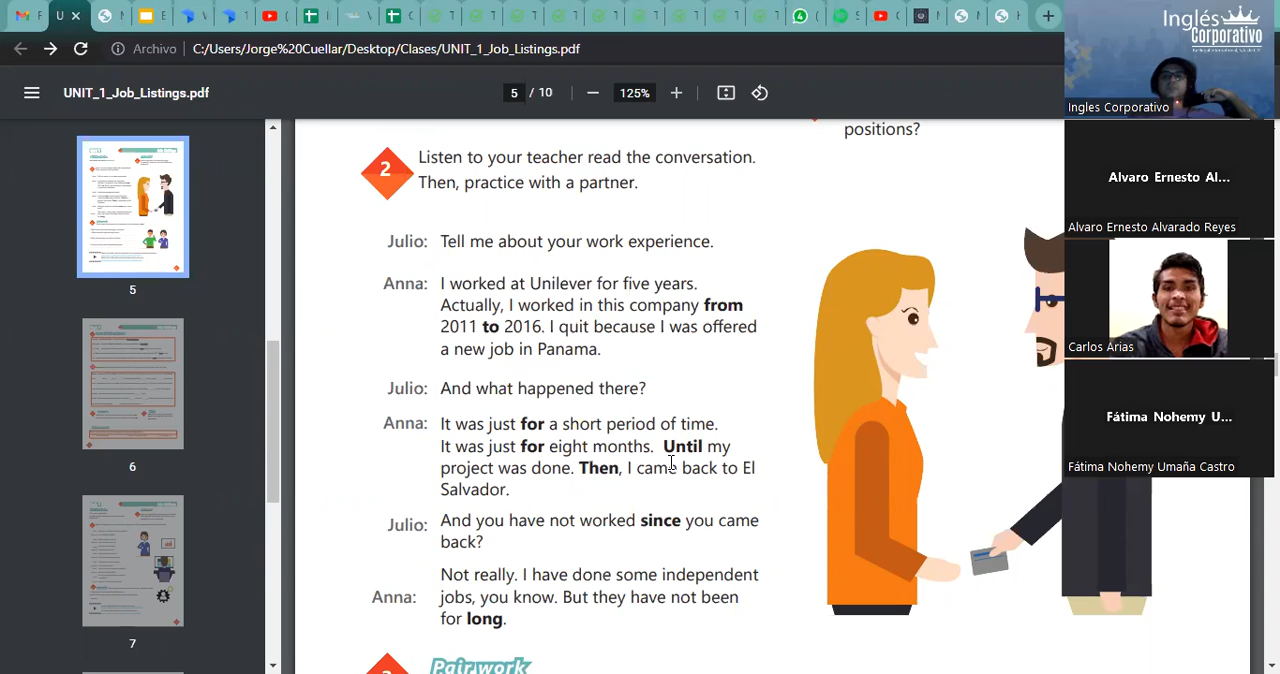 U
Archivo C:/Users/Jorge%20Cuellar/Desktop/Clases/UNIT_1_Job_Listings.pdf
UNIT_1_Job_Listings.pdf
5 / 10
125%
Inglés
Corporativo
Ingles Corporativo
Alvaro Ernesto Al...
Alvaro Ernesto Alvarado Reyes
Carlos Arias
Fátima Nohemy U...
Fátima Nohemy Umaña Castro
5
6
7
positions?
2
Listen to your teacher read the conversation.
Then, practice with a partner.
Julio: Tell me about your work experience.
Anna: I worked at Unilever for five years.
Actually, I worked in this company from
2011 to 2016. I quit because I was offered
a new job in Panama.
Julio: And what happened there?
Anna: It was just for a short period of time.
It was just for eight months. Until my
project was done. Then, I came back to El
Salvador.
Julio: And you have not worked since you came
back?
Not really. I have done some independent
Anna: jobs, you know. But they have not been
for long.
Pair work